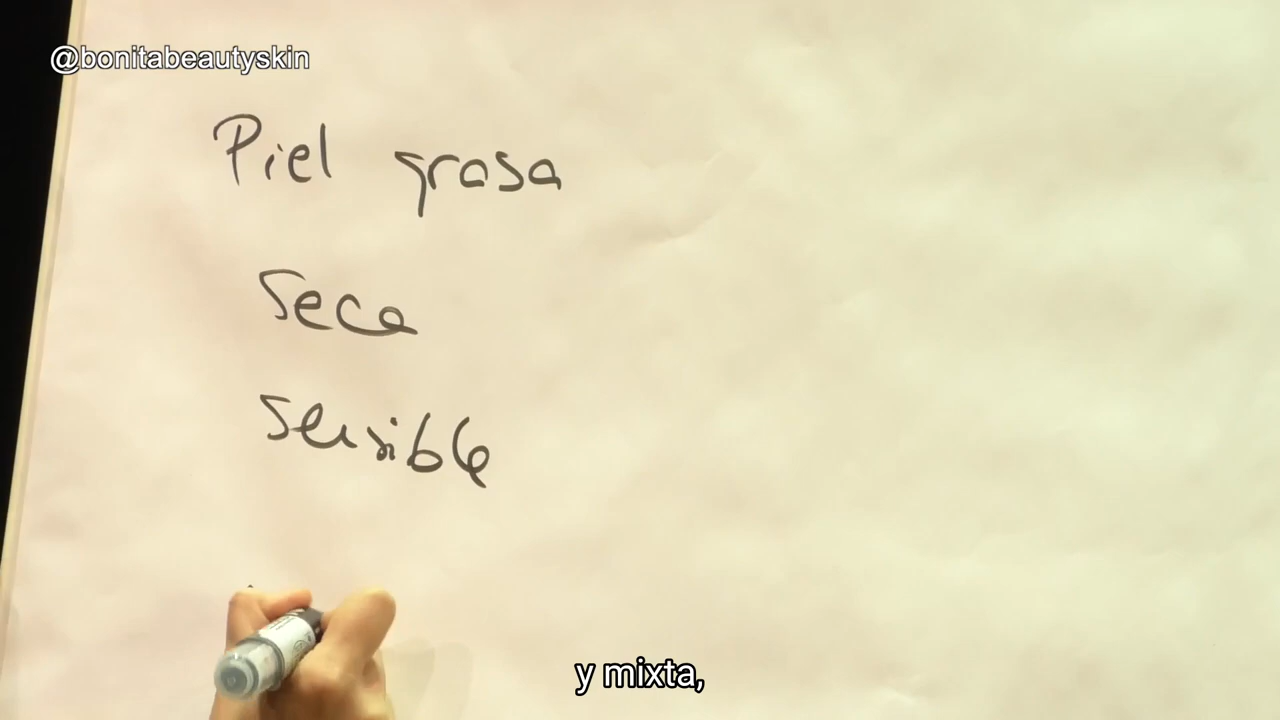 @bonitabeautyskin
Piel grasa
seca
sensible
y mixta,